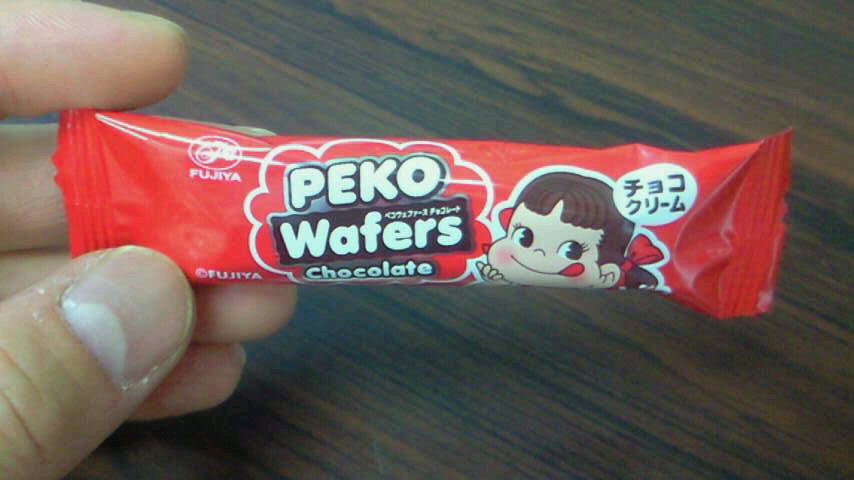 FUJIYA
PEKO
ペコウェファース チョコレート
Wafers
Chocolate
©FUJIYA
チョコ
クリーム